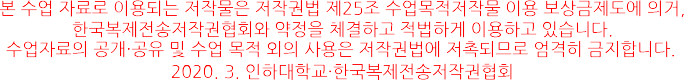 본 수업 자료로 이용되는 저작물은 저작권법 제25조 수업목적저작물 이용 보상금제도에 의거,
한국복제전송저작권협회와 약정을 체결하고 적법하게 이용하고 있습니다.
수업자료의 공개·공유 및 수업 목적 외의 사용은 저작권법에 저촉되므로 엄격히 금지합니다.
2020. 3. 인하대학교·한국복제전송저작권협회